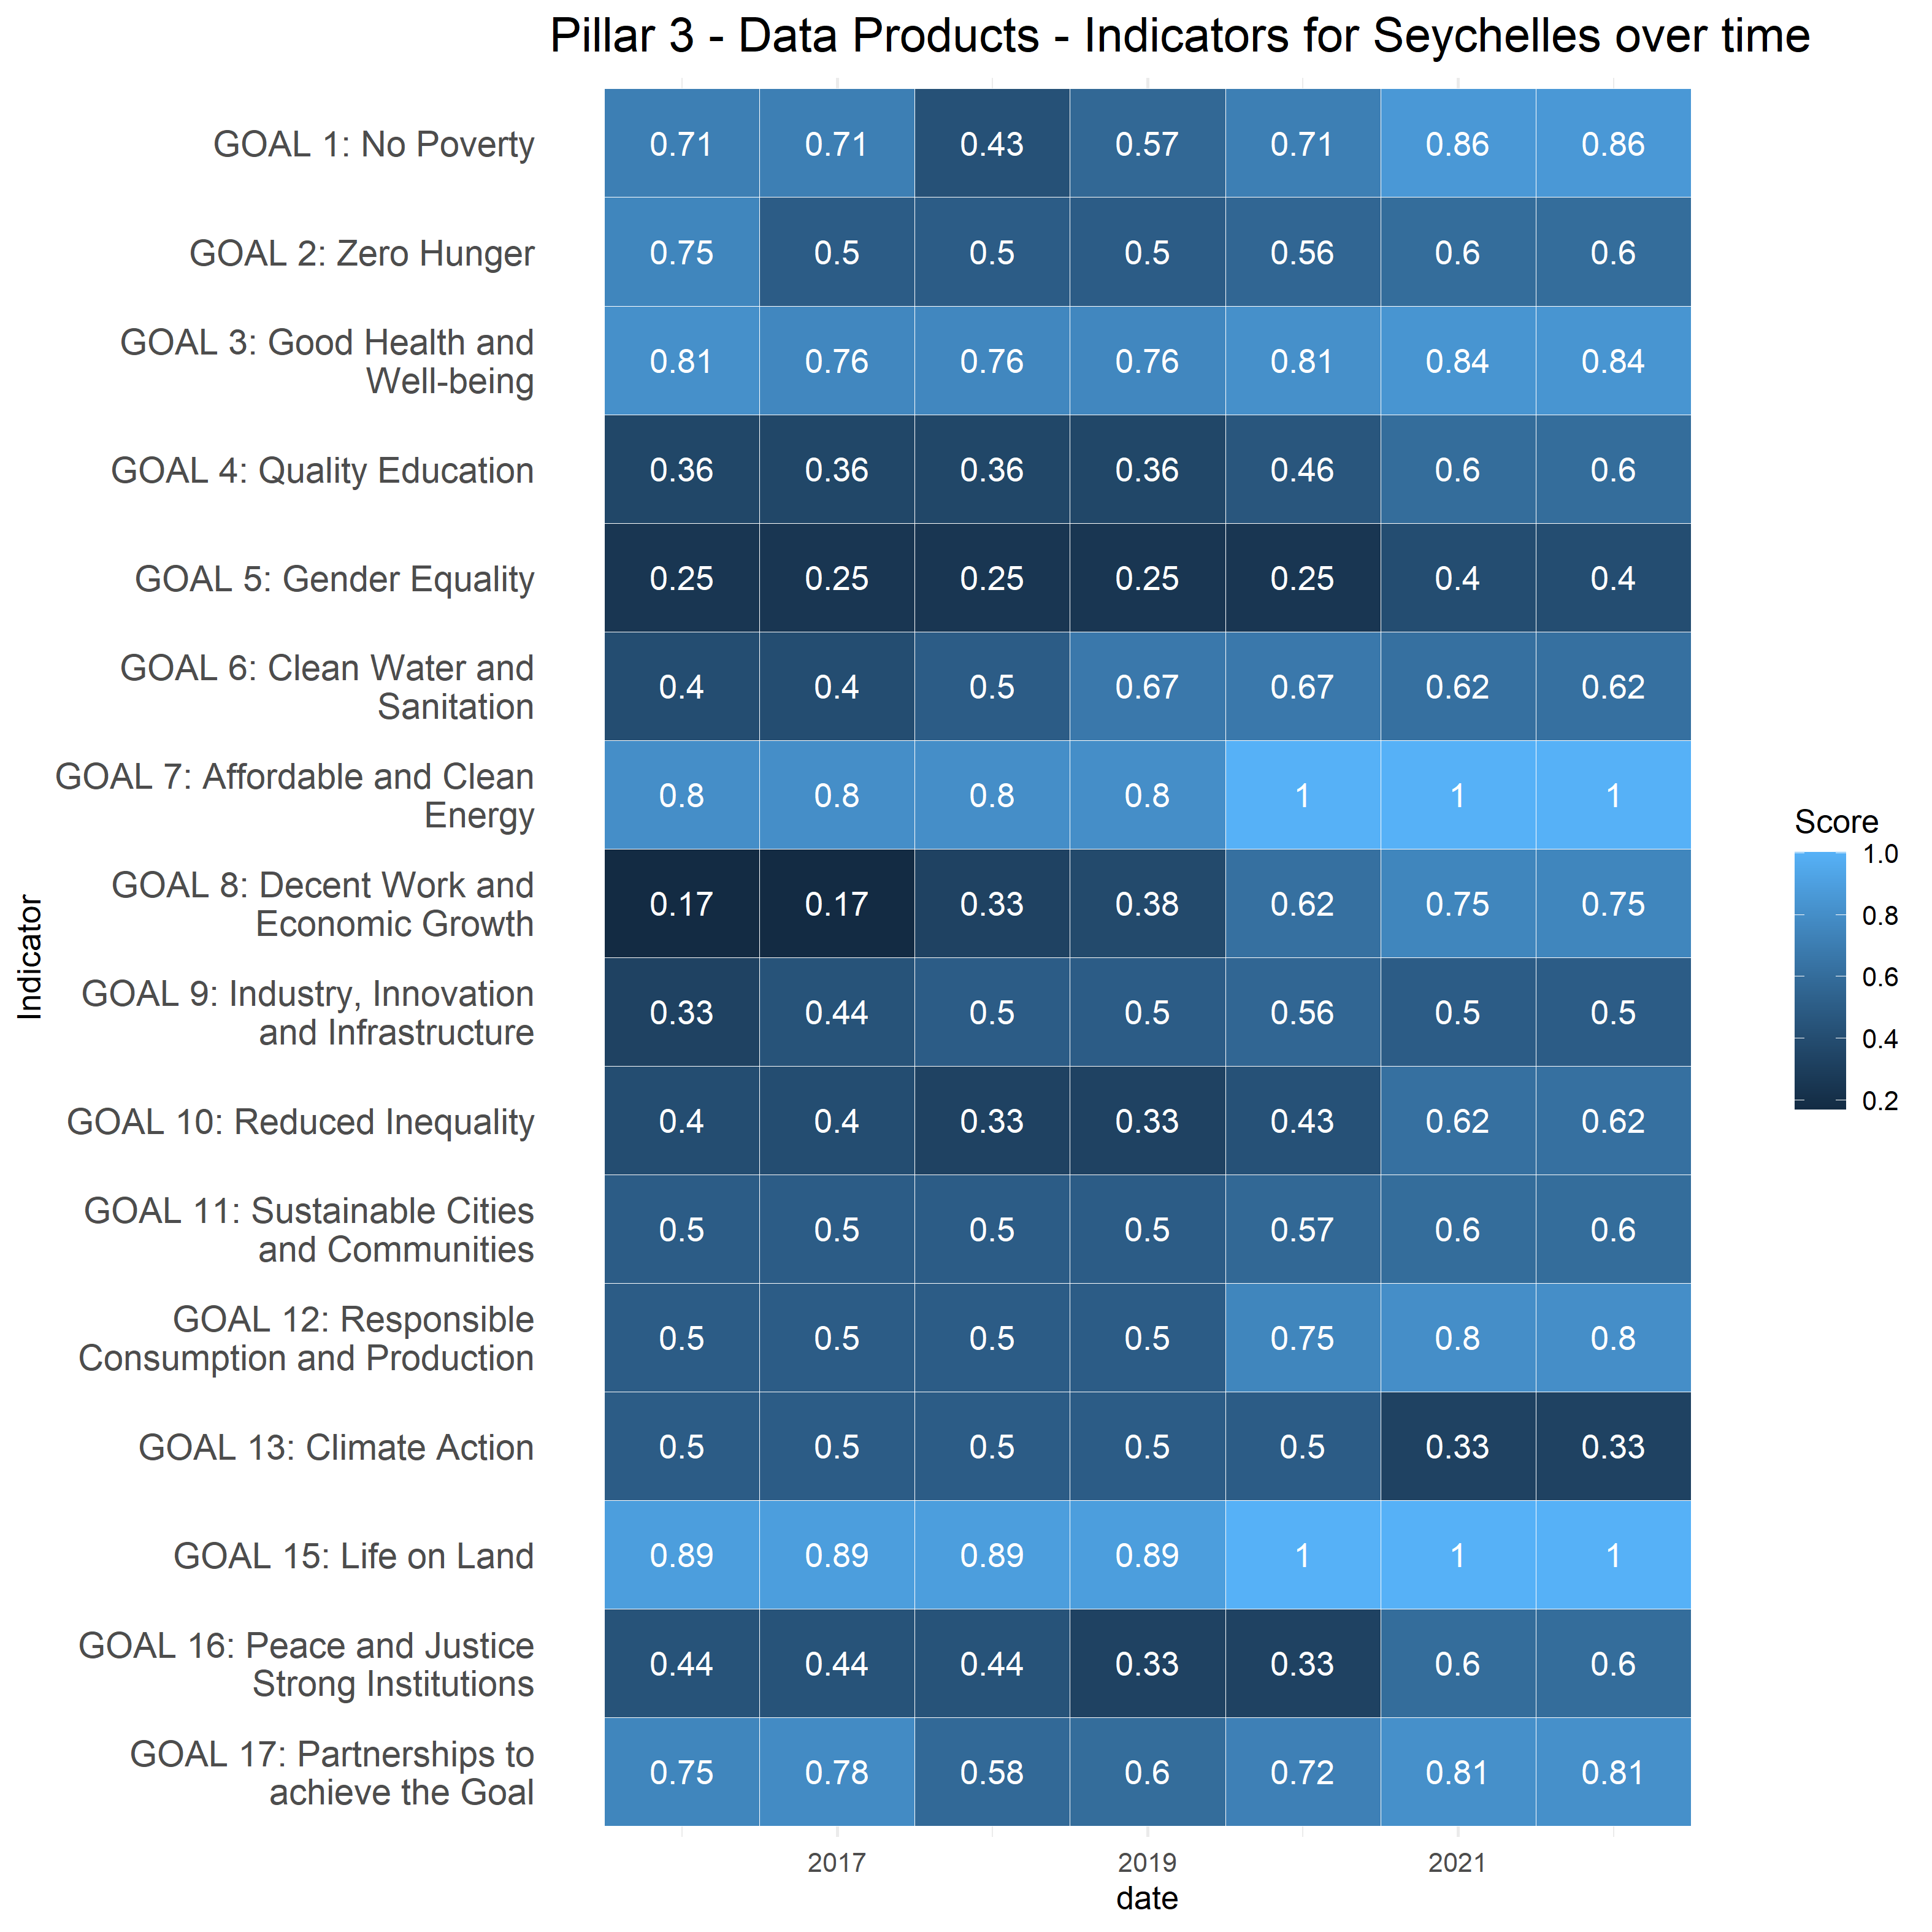 Pillar 3 - Data Products - Indicators for Seychelles over time
GOAL 1: No Poverty
0.71 0.71 0.43 0.57 0.71 0.86 0.86
GOAL 2: Zero Hunger
0.75 0.5 0.5 0.5 0.56 0.6 0.6
GOAL 3: Good Health and
Well-being
0.81 0.76 0.76 0.76 0.81 0.84 0.84
GOAL 4: Quality Education
0.36 0.36 0.36 0.36 0.46 0.6 0.6
GOAL 5: Gender Equality
0.25 0.25 0.25 0.25 0.25 0.4 0.4
GOAL 6: Clean Water and
Sanitation
0.4 0.4 0.5 0.67 0.67 0.62 0.62
GOAL 7: Affordable and Clean
Energy
0.8 0.8 0.8 0.8 1 1 1
GOAL 8: Decent Work and
Economic Growth
0.17 0.17 0.33 0.38 0.62 0.75 0.75
GOAL 9: Industry, Innovation
and Infrastructure
0.33 0.44 0.5 0.5 0.56 0.5 0.5
GOAL 10: Reduced Inequality
0.4 0.4 0.33 0.33 0.43 0.62 0.62
GOAL 11: Sustainable Cities
and Communities
0.5 0.5 0.5 0.5 0.57 0.6 0.6
GOAL 12: Responsible
Consumption and Production
0.5 0.5 0.5 0.5 0.75 0.8 0.8
GOAL 13: Climate Action
0.5 0.5 0.5 0.5 0.5 0.33 0.33
GOAL 15: Life on Land
0.89 0.89 0.89 0.89 1 1 1
GOAL 16: Peace and Justice
Strong Institutions
0.44 0.44 0.44 0.33 0.33 0.6 0.6
GOAL 17: Partnerships to
achieve the Goal
0.75 0.78 0.58 0.6 0.72 0.81 0.81
2017 2019 2021
date
Indicator
Score
1.0
0.8
0.6
0.4
0.2